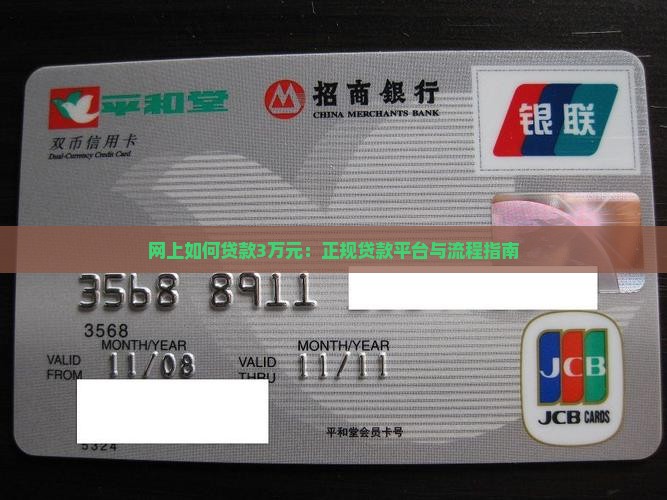 平和堂
双币信用卡
Dual-Currency Credit Card
招商银行
CHINA MERCHANTS BANK
银联
网上如何贷款3万元：正规贷款平台与流程指南
3568 8911
3568
MONTH/YEAR
MONTH/YEAR
VALID FROM 11/08
VALID THRU 11/11
JCB
JCB CARDS
平和堂会员卡号
5324